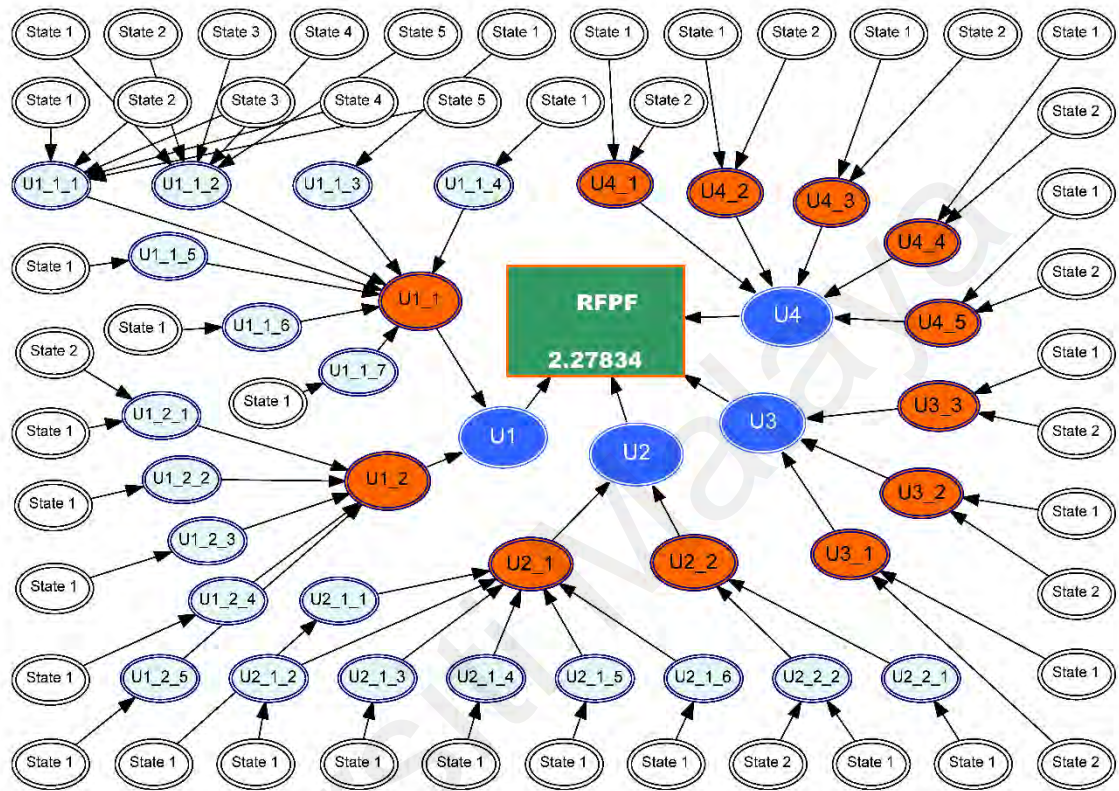 State 1 State 2 State 3 State 4 State 5 State 1 State 1 State 1 State 2 State 1 State 2 State 1
State 1 State 2 State 3 State 4 State 5 State 1 State 2 State 2
U1_1_1 U1_1_2 U1_1_3 U1_1_4 U4_1 U4_2 U4_3 State 1
State 1 U1_1_5 U4_4
State 2
U1_1 RFPF U4 U4_5
State 1 U1_1_6
State 2 U1_1_7 2.27834 State 1
State 1
U1_2_1 U3_3
State 1 U1 U2 U3 State 2
U1_2_2 U1_2 U3_2
State 1 State 1
U1_2_3 U3_1
State 1 U2_1 U2_2
U1_2_4 U2_1_1 State 2
State 1 U1_2_5 U2_1_2 U2_1_3 U2_1_4 U2_1_5 U2_1_6 U2_2_2 U2_2_1 State 1
State 1 State 1 State 1 State 1 State 1 State 1 State 1 State 2 State 1 State 1 State 2